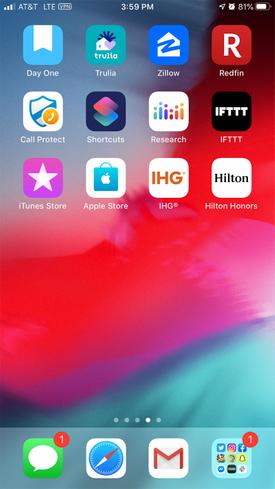 AT&T LTE VPN 3:59 PM 81%
trulia
R
Day One Trulia Zillow Redfin
IFTTT
Call Protect Shortcuts Research IFTTT
IHG Hilton
iTunes Store Apple Store IHG® Hilton Honors
1 1